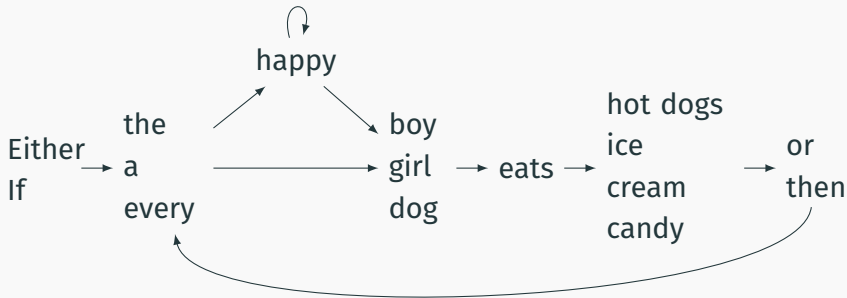 happy
Either
If
the
a
every
boy
girl
dog
eats
hot dogs
ice
cream
candy
or
then